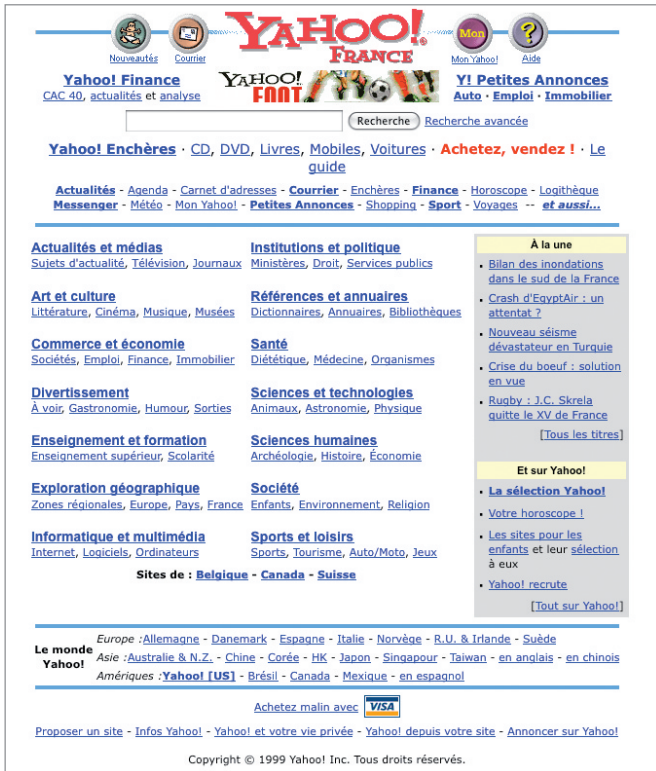 YAHOO!
FRANCE
Nouveautés
Courrier
Mon
Mon Yahoo!
?
Aide
Yahoo! Finance
CAC 40, actualités et analyse
YAHOO!
FOOT
Y! Petites Annonces
Auto · Emploi · Immobilier
Recherche Recherche avancée
Yahoo! Enchères · CD, DVD, Livres, Mobiles, Voitures · Achetez, vendez ! · Le
guide
Actualités - Agenda - Carnet d'adresses - Courrier - Enchères - Finance - Horoscope - Logithèque
Messenger - Météo - Mon Yahoo! - Petites Annonces - Shopping - Sport - Voyages -- et aussi...
Actualités et médias
Sujets d'actualité, Télévision, Journaux
Art et culture
Littérature, Cinéma, Musique, Musées
Commerce et économie
Sociétés, Emploi, Finance, Immobilier
Divertissement
À voir, Gastronomie, Humour, Sorties
Enseignement et formation
Enseignement supérieur, Scolarité
Exploration géographique
Zones régionales, Europe, Pays, France
Informatique et multimédia
Internet, Logiciels, Ordinateurs
Institutions et politique
Ministères, Droit, Services publics
Références et annuaires
Dictionnaires, Annuaires, Bibliothèques
Santé
Diététique, Médecine, Organismes
Sciences et technologies
Animaux, Astronomie, Physique
Sciences humaines
Archéologie, Histoire, Économie
Société
Enfants, Environnement, Religion
Sports et loisirs
Sports, Tourisme, Auto/Moto, Jeux
Sites de : Belgique - Canada - Suisse
À la une
Bilan des inondations
dans le sud de la France
Crash d'EgyptAir : un
attentat ?
Nouveau séisme
dévastateur en Turquie
Crise du boeuf : solution
en vue
Rugby : J.C. Skrela
quitte le XV de France
[Tous les titres]
Et sur Yahoo!
La sélection Yahoo!
Votre horoscope !
Les sites pour les
enfants et leur sélection
à eux
Yahoo! recrute
[Tout sur Yahoo!]
Le monde
Yahoo!
Europe :Allemagne - Danemark - Espagne - Italie - Norvège - R.U. & Irlande - Suède
Asie :Australie & N.Z. - Chine - Corée - HK - Japon - Singapour - Taiwan - en anglais - en chinois
Amériques :Yahoo! [US] - Brésil - Canada - Mexique - en espagnol
Achetez malin avec VISA
Proposer un site - Infos Yahoo! - Yahoo! et votre vie privée - Yahoo! depuis votre site - Annoncer sur Yahoo!
Copyright © 1999 Yahoo! Inc. Tous droits réservés.